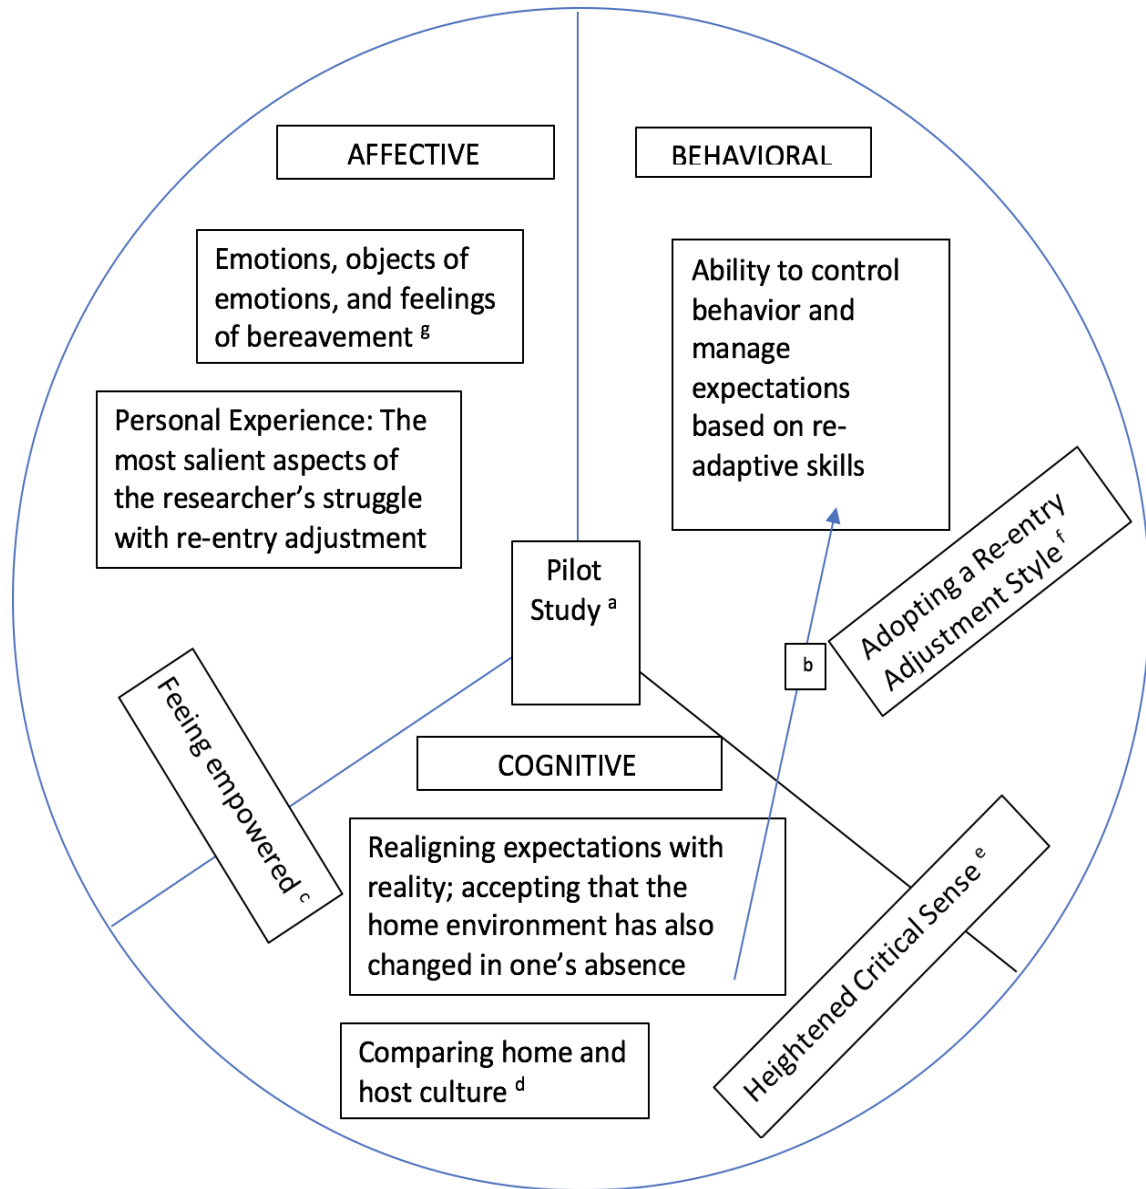 AFFECTIVE
BEHAVIORAL
Emotions, objects of
emotions, and feelings
of bereavement g
Ability to control
behavior and
manage
expectations
based on re-
adaptive skills
Personal Experience: The
most salient aspects of
the researcher’s struggle
with re-entry adjustment
Pilot
Study a
Adopting a Re-entry
Adjustment Style f
b
Feeing empowered c
COGNITIVE
Realigning expectations with
reality; accepting that the
home environment has also
changed in one’s absence
Heightened Critical Sense e
Comparing home and
host culture d